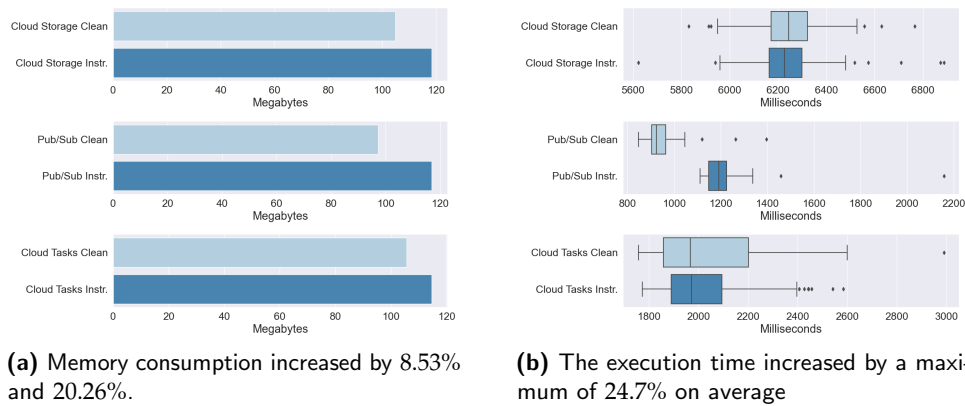 Cloud Storage Clean
Cloud Storage Instr.
0 20 40 60 80 100 120
Megabytes
Pub/Sub Clean
Pub/Sub Instr.
0 20 40 60 80 100 120
Megabytes
Cloud Tasks Clean
Cloud Tasks Instr.
0 20 40 60 80 100 120
Megabytes
(a) Memory consumption increased by 8.53%
and 20.26%.
Cloud Storage Clean
Cloud Storage Instr.
5600 5800 6000 6200 6400 6600 6800
Milliseconds
Pub/Sub Clean
Pub/Sub Instr.
800 1000 1200 1400 1600 1800 2000 2200
Milliseconds
Cloud Tasks Clean
Cloud Tasks Instr.
1800 2000 2200 2400 2600 2800 3000
Milliseconds
(b) The execution time increased by a maxi-
mum of 24.7% on average